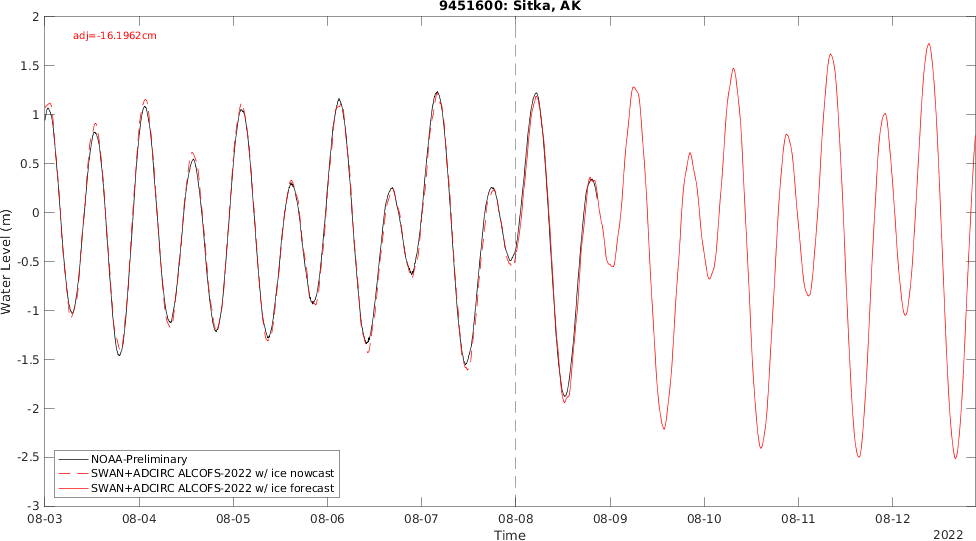 9451600: Sitka, AK
adj=-16.1962cm
2
1.5
1
0.5
0
-0.5
-1
-1.5
-2
-2.5
-3
Water Level (m)
NOAA-Preliminary
SWAN+ADCIRC ALCOFS-2022 w/ ice nowcast
SWAN+ADCIRC ALCOFS-2022 w/ ice forecast
08-03 08-04 08-05 08-06 08-07 08-08 08-09 08-10 08-11 08-12
Time
2022